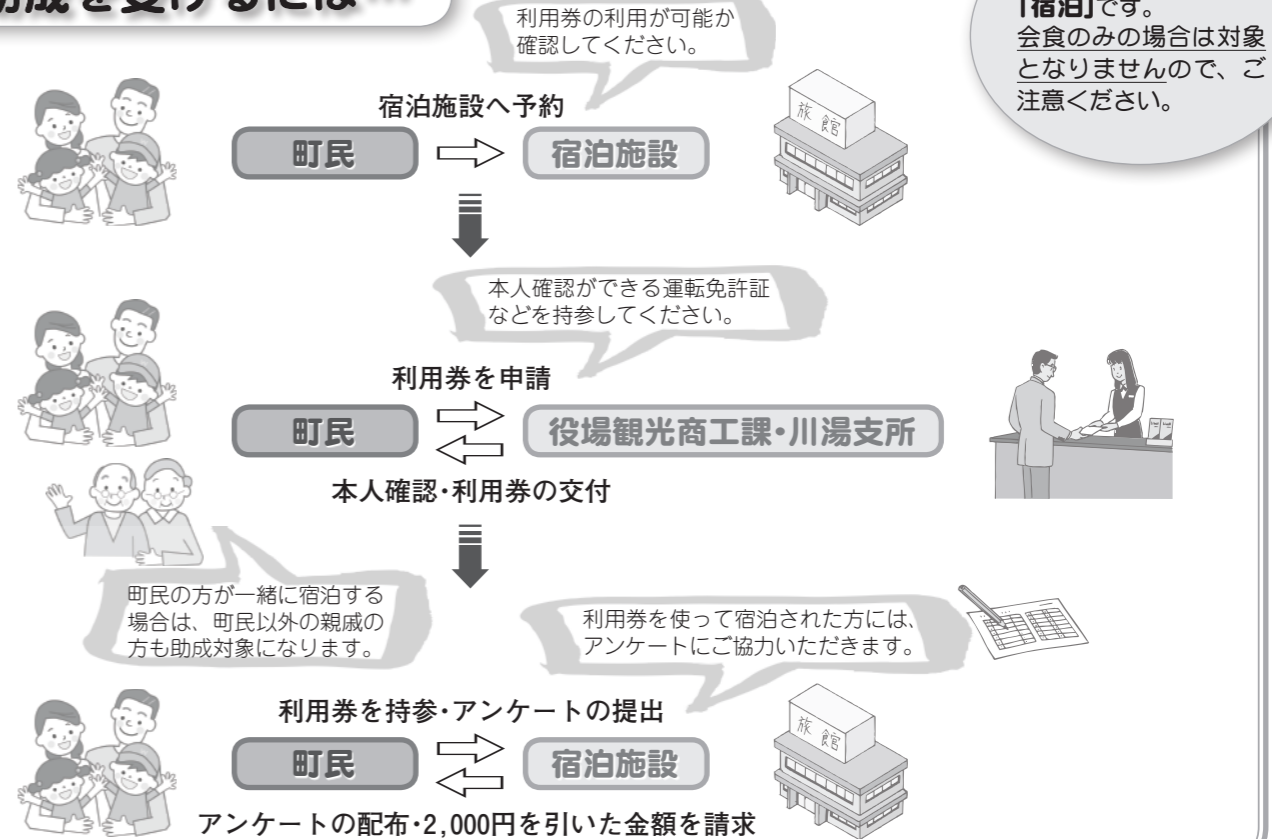 助成を受けるには…
利用券の利用が可能か
確認してください。
「宿泊」です。
会食のみの場合は対象
となりませんので、ご
注意ください。
宿泊施設へ予約
町民
宿泊施設
旅館
本人確認ができる運転免許証
などを持参してください。
利用券を申請
町民
役場観光商工課・川湯支所
本人確認・利用券の交付
町民の方が一緒に宿泊する
場合は、町民以外の親戚の
方も助成対象になります。
利用券を使って宿泊された方には、
アンケートにご協力いただきます。
利用券を持参・アンケートの提出
町民
宿泊施設
旅館
アンケートの配布・2,000円を引いた金額を請求